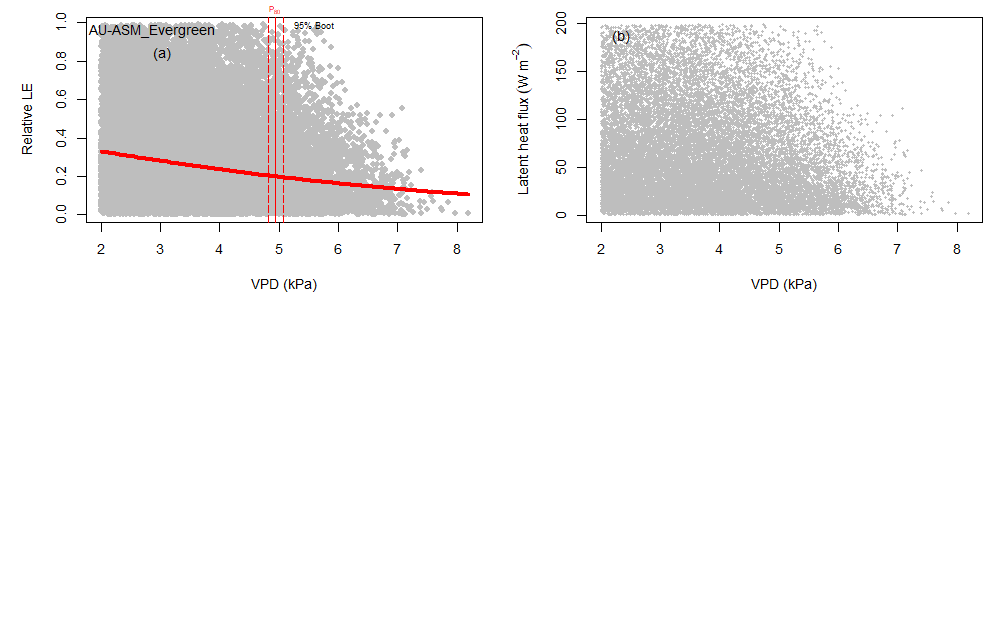 P60
95% Boot
AU-ASM_Evergreen
(a)
Relative LE
0.0 0.2 0.4 0.6 0.8 1.0
2 3 4 5 6 7 8
VPD (kPa)
(b)
Latent heat flux (W m−2)
0 50 100 150 200
2 3 4 5 6 7 8
VPD (kPa)